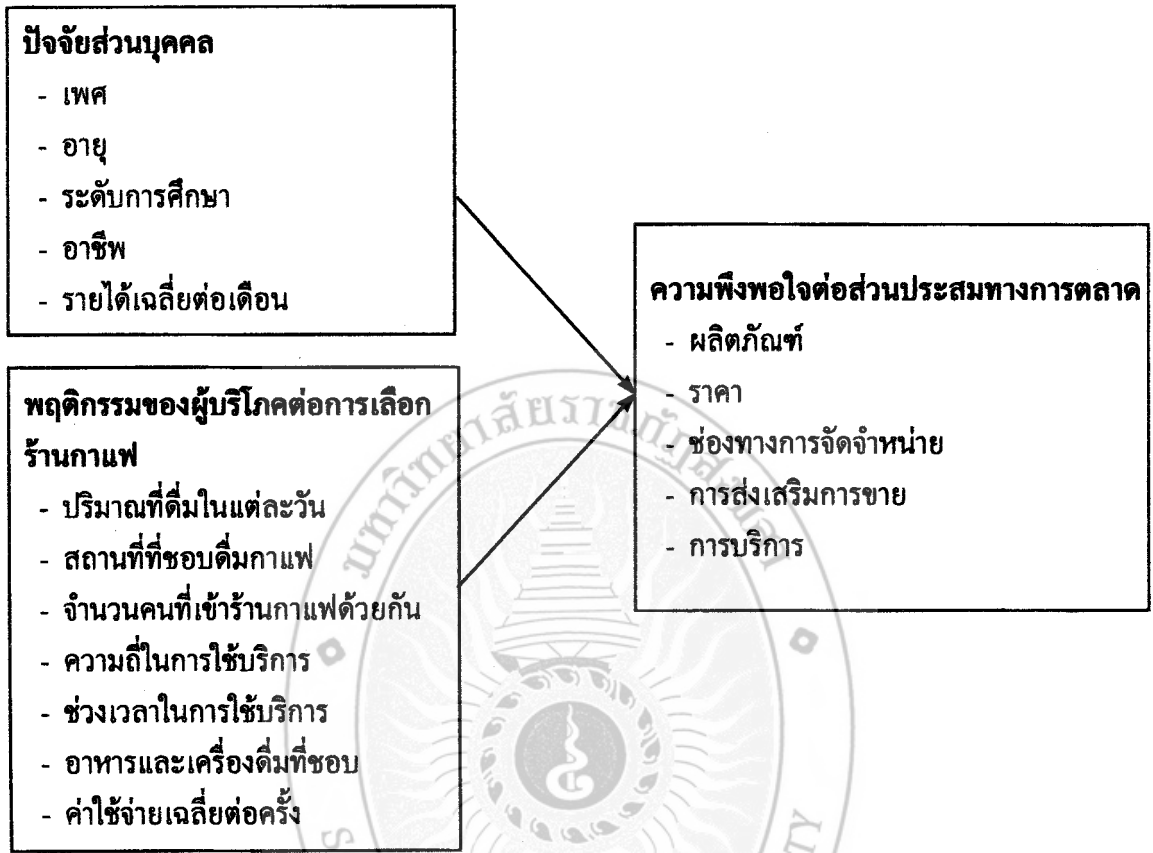 ปัจจัยส่วนบุคคล
- เพศ
- อายุ
- ระดับการศึกษา
- อาชีพ
- รายได้เฉลี่ยต่อเดือน
พฤติกรรมของผู้บริโภคต่อการเลือก
ร้านกาแฟ
- ปริมาณที่ดื่มในแต่ละวัน
- สถานที่ที่ชอบดื่มกาแฟ
- จำนวนคนที่เข้าร้านกาแฟด้วยกัน
- ความถี่ในการใช้บริการ
- ช่วงเวลาในการใช้บริการ
- อาหารและเครื่องดื่มที่ชอบ
- ค่าใช้จ่ายเฉลี่ยต่อครั้ง
ความพึงพอใจต่อส่วนประสมทางการตลาด
- ผลิตภัณฑ์
- ราคา
- ช่องทางการจัดจำหน่าย
- การส่งเสริมการขาย
- การบริการ